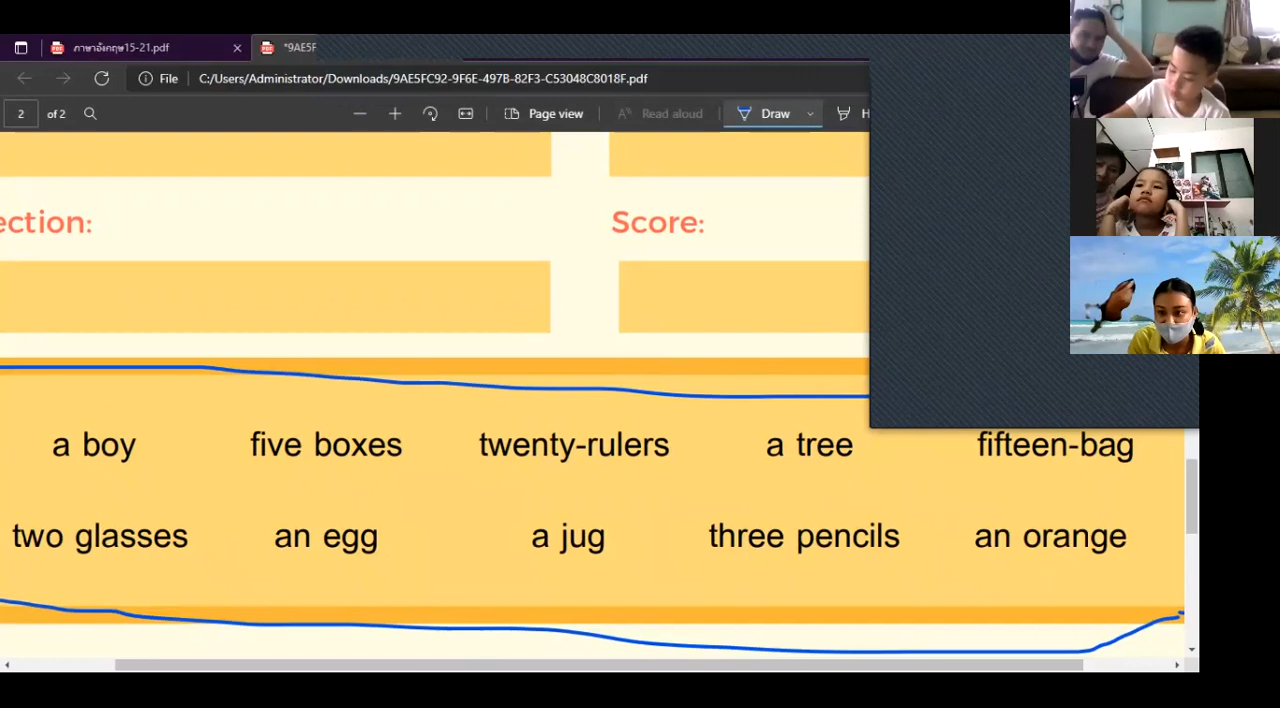 ภาษาอังกฤษ15-21.pdf
*9AE5F
File C:/Users/Administrator/Downloads/9AE5FC92-9F6E-497B-82F3-C53048C8018F.pdf
2 of 2 Page view Read aloud Draw H
ection: Score:
a boy five boxes twenty-rulers a tree fifteen-bag
two glasses an egg a jug three pencils an orange